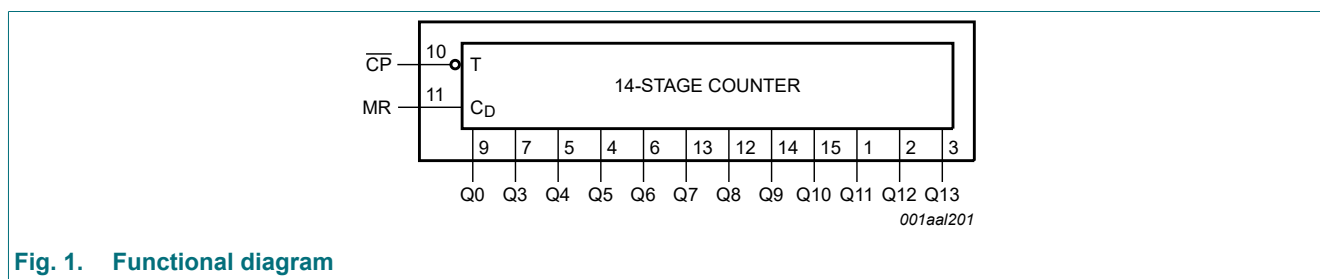 10
C̅P̅ T
14-STAGE COUNTER
11
MR CD
9 7 5 4 6 13 12 14 15 1 2 3
Q0 Q3 Q4 Q5 Q6 Q7 Q8 Q9 Q10 Q11 Q12 Q13
001aal201
Fig. 1. Functional diagram